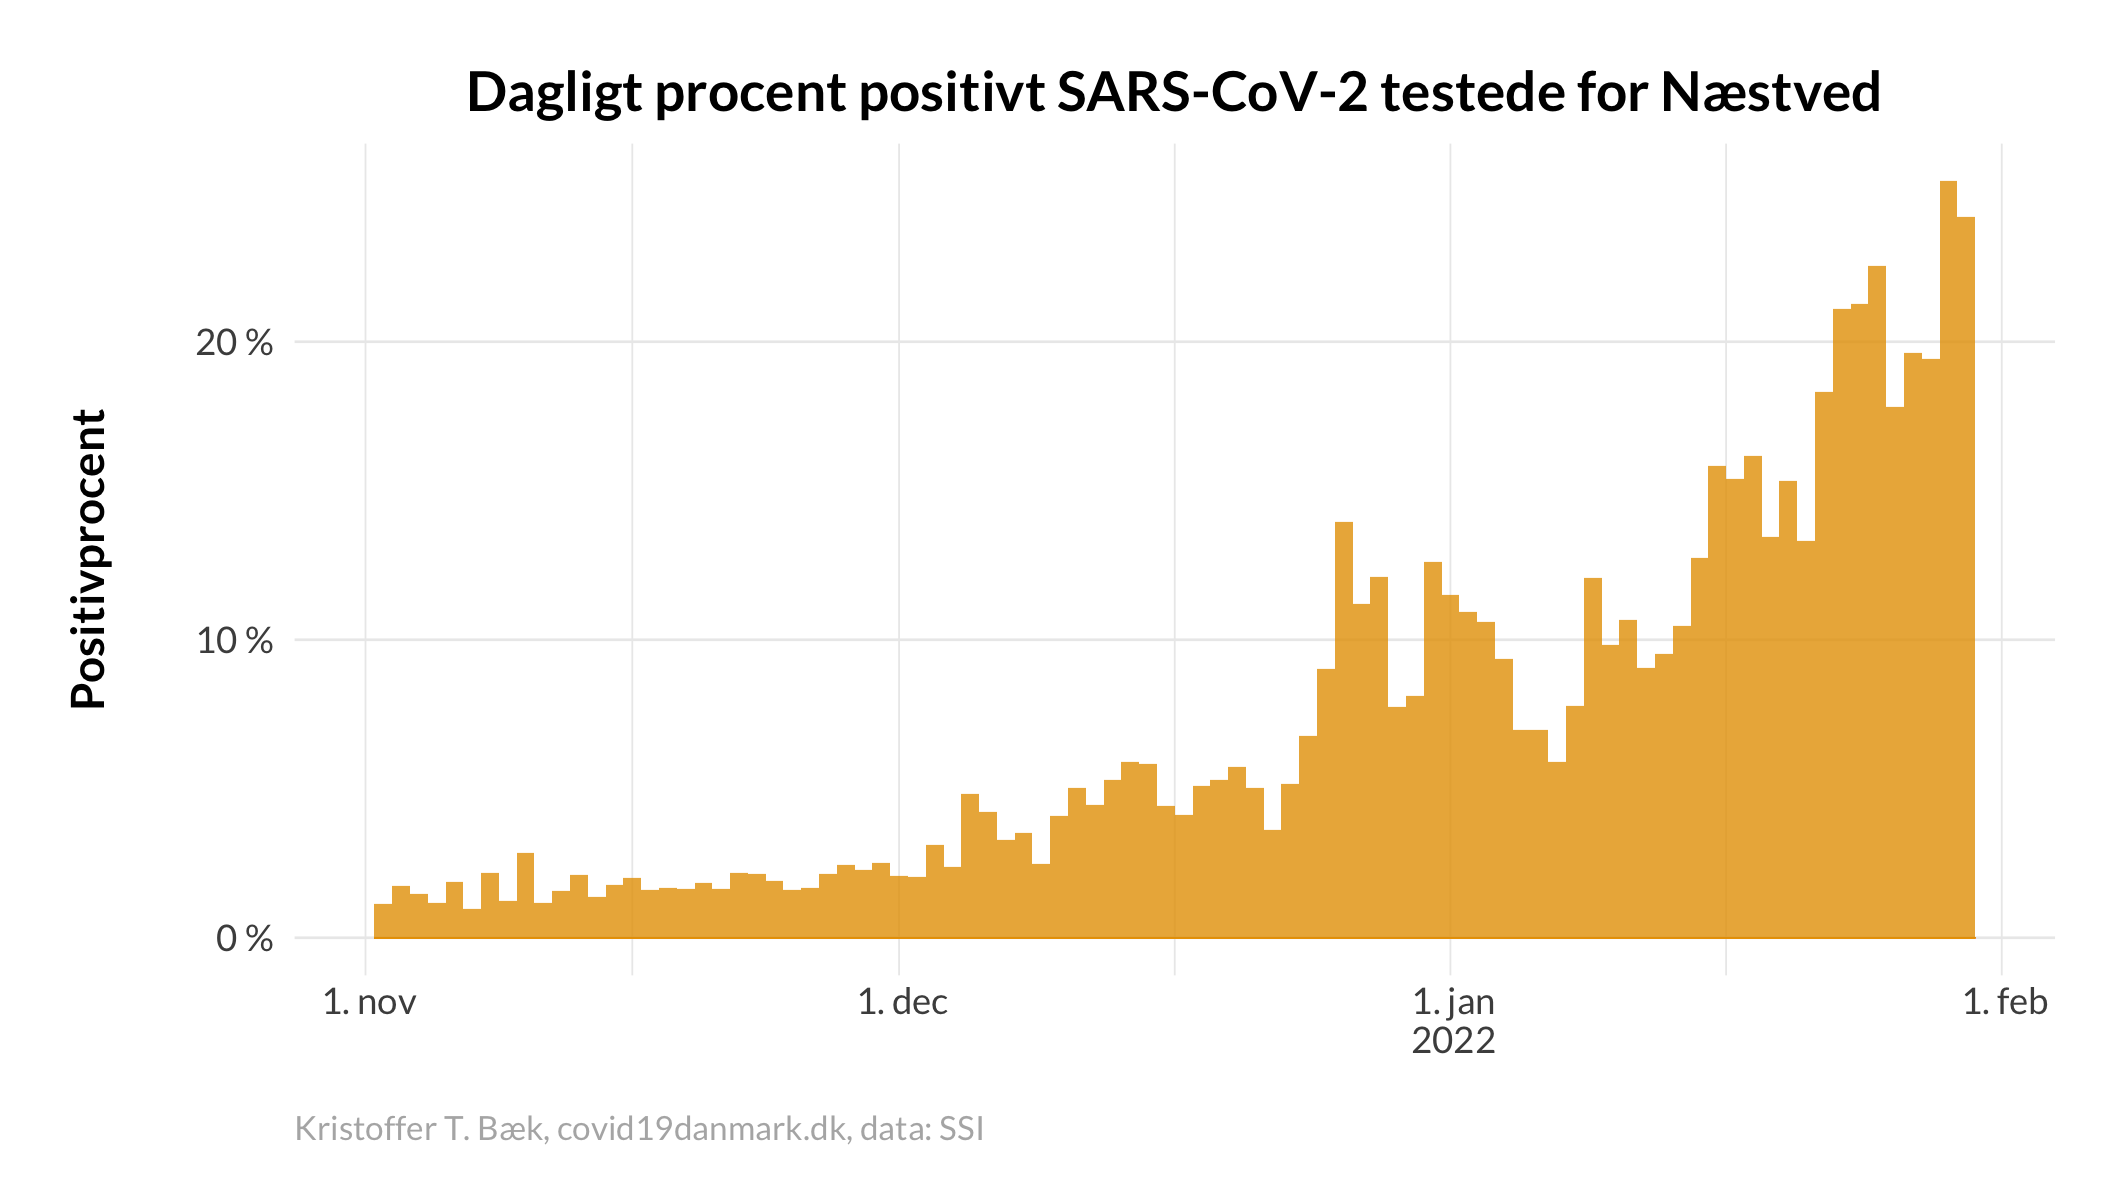 Dagligt procent positivt SARS-CoV-2 testede for Næstved
Positivprocent
20 %
10 %
0 %
1. nov
1. dec
1. jan
2022
1. feb
Kristoffer T. Bæk, covid19danmark.dk, data: SSI